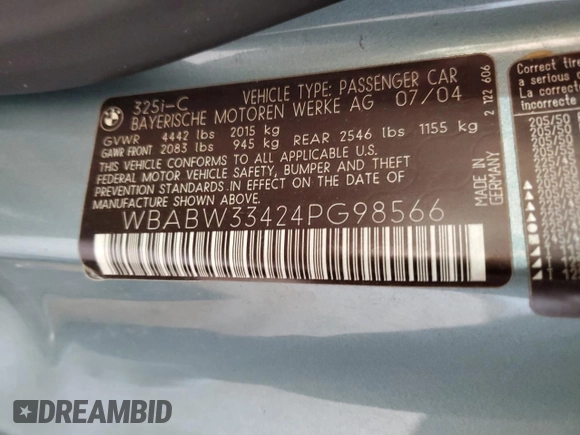 BMW
325i-C VEHICLE TYPE: PASSENGER CAR
BAYERISCHE MOTOREN WERKE AG 07/04
GVWR 4442 lbs 2015 kg
GAWR FRONT 2083 lbs 945 kg REAR 2546 lbs 1155 kg
THIS VEHICLE CONFORMS TO ALL APPLICABLE U.S.
FEDERAL MOTOR VEHICLE SAFETY, BUMPER AND THEFT
PREVENTION STANDARDS IN EFFECT ON THE DATE OF
MANUFACTURE SHOWN ABOVE.
WBABW33424PG98566
MADE IN
GERMANY
2 122 606
Correct tire
a serious
La correct
incorrecte
205/50
205/50
DREAMBID